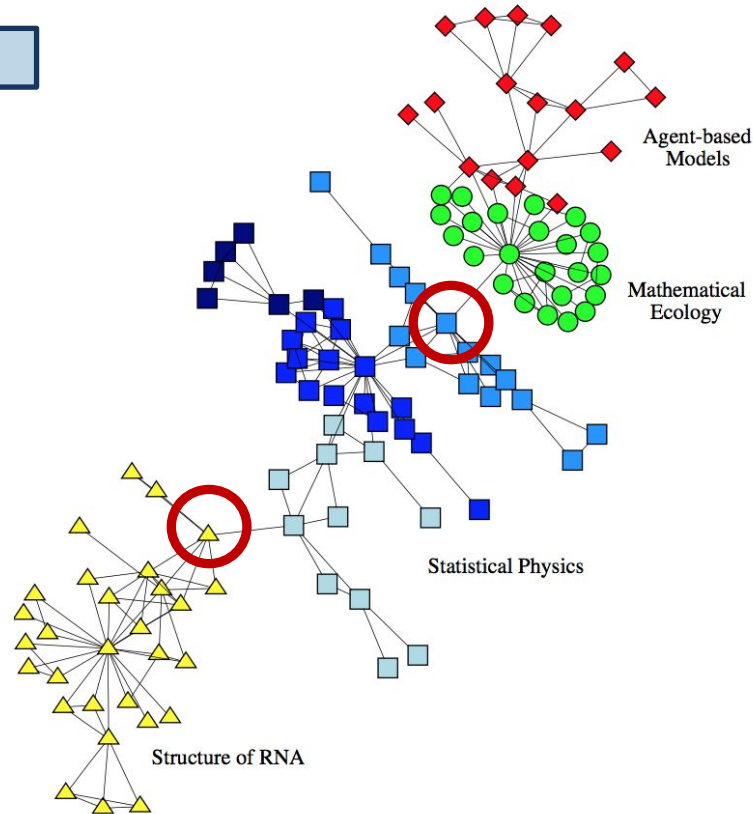 Agent-based
Models
Mathematical
Ecology
Statistical Physics
Structure of RNA